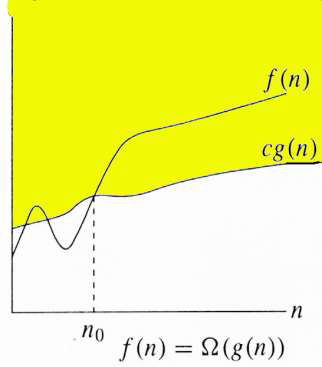 f(n)
cg(n)
n
n₀
f(n) = Ω(g(n))